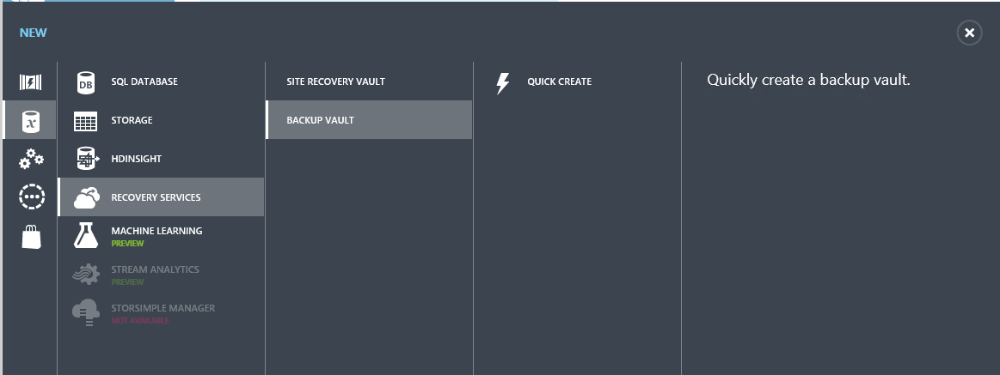 NEW
DB
SQL DATABASE
STORAGE
HDINSIGHT
RECOVERY SERVICES
MACHINE LEARNING
PREVIEW
STREAM ANALYTICS
PREVIEW
STORSIMPLE MANAGER
NOT AVAILABLE
SITE RECOVERY VAULT
BACKUP VAULT
QUICK CREATE
Quickly create a backup vault.
x